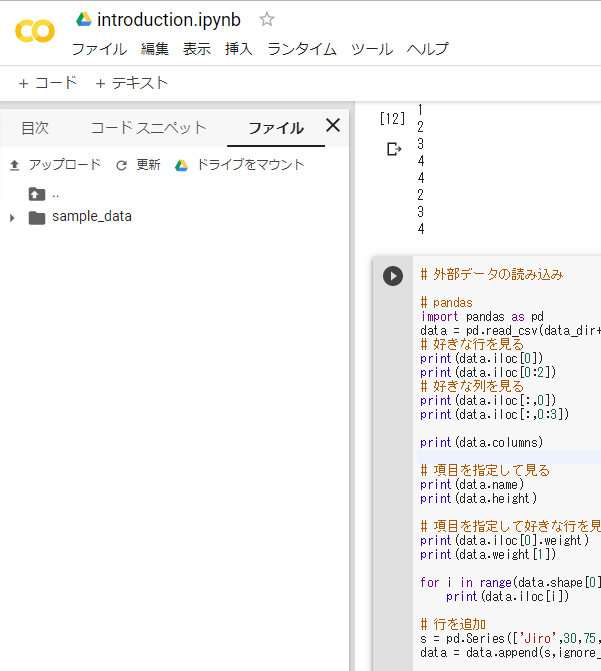 introduction.ipynb
ファイル 編集 表示 挿入 ランタイム ツール ヘルプ
+ コード + テキスト
目次 コード スニペット ファイル
アップロード 更新 ドライブをマウント
..
sample_data
[12]
1
2
3
4
4
2
3
4
# 外部データの読み込み
# pandas
import pandas as pd
data = pd.read_csv(data_dir+
# 好きな行を見る
print(data.iloc[0])
print(data.iloc[0:2])
# 好きな列を見る
print(data.iloc[:,0])
print(data.iloc[:,0:3])
print(data.columns)
# 項目を指定して見る
print(data.name)
print(data.height)
# 項目を指定して好きな行を見
print(data.iloc[0].weight)
print(data.weight[1])
for i in range(data.shape[0]
print(data.iloc[i])
# 行を追加
s = pd.Series(['Jiro',30,75,
data = data.append(s,ignore_